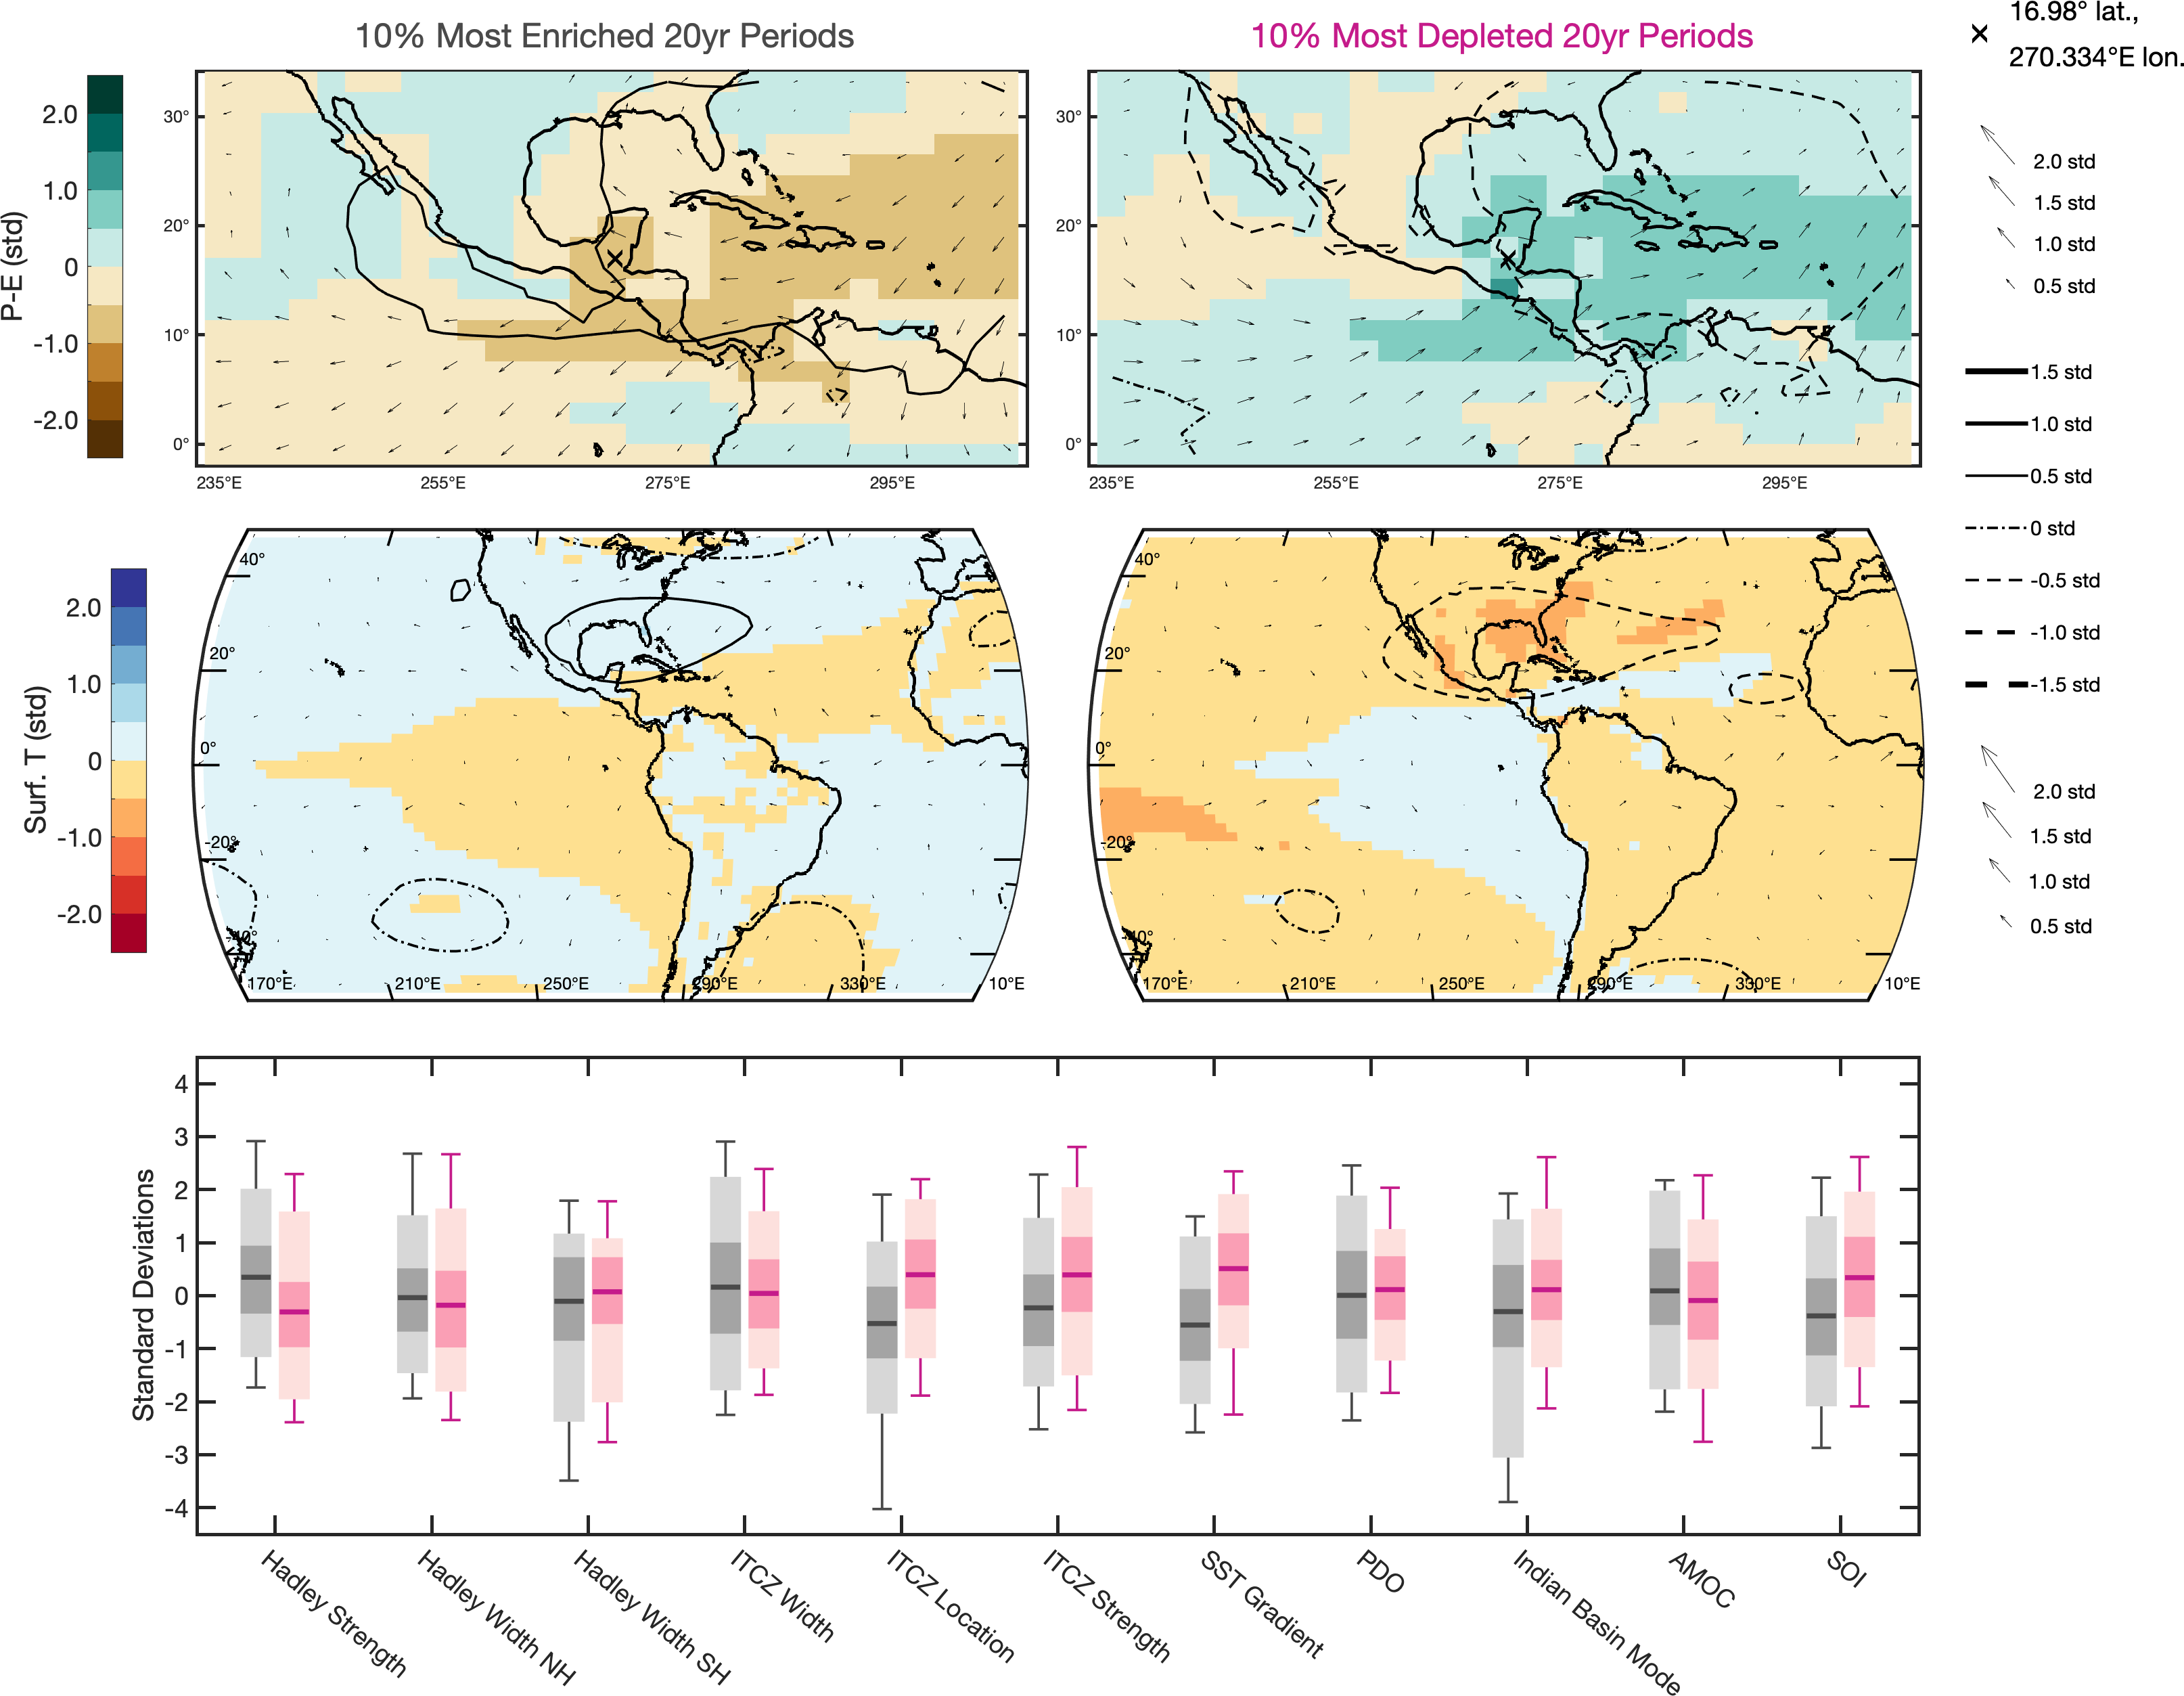 10% Most Enriched 20yr Periods
10% Most Depleted 20yr Periods
× 16.98° lat.,
270.334°E lon.
P-E (std)
2.0
1.0
0
-1.0
-2.0
30°
20°
10°
0°
235°E 255°E 275°E 295°E
30°
20°
10°
0°
235°E 255°E 275°E 295°E
2.0 std
1.5 std
1.0 std
0.5 std
1.5 std
1.0 std
0.5 std
0 std
-0.5 std
-1.0 std
-1.5 std
Surf. T (std)
2.0
1.0
0
-1.0
-2.0
40°
20°
0°
-20°
-40°
170°E 210°E 250°E 290°E 330°E 10°E
40°
20°
0°
-20°
-40°
170°E 210°E 250°E 290°E 330°E 10°E
2.0 std
1.5 std
1.0 std
0.5 std
Standard Deviations
4
3
2
1
0
-1
-2
-3
-4
Hadley Strength
Hadley Width NH
Hadley Width SH
ITCZ Width
ITCZ Location
ITCZ Strength
SST Gradient
PDO
Indian Basin Mode
AMOC
SOI